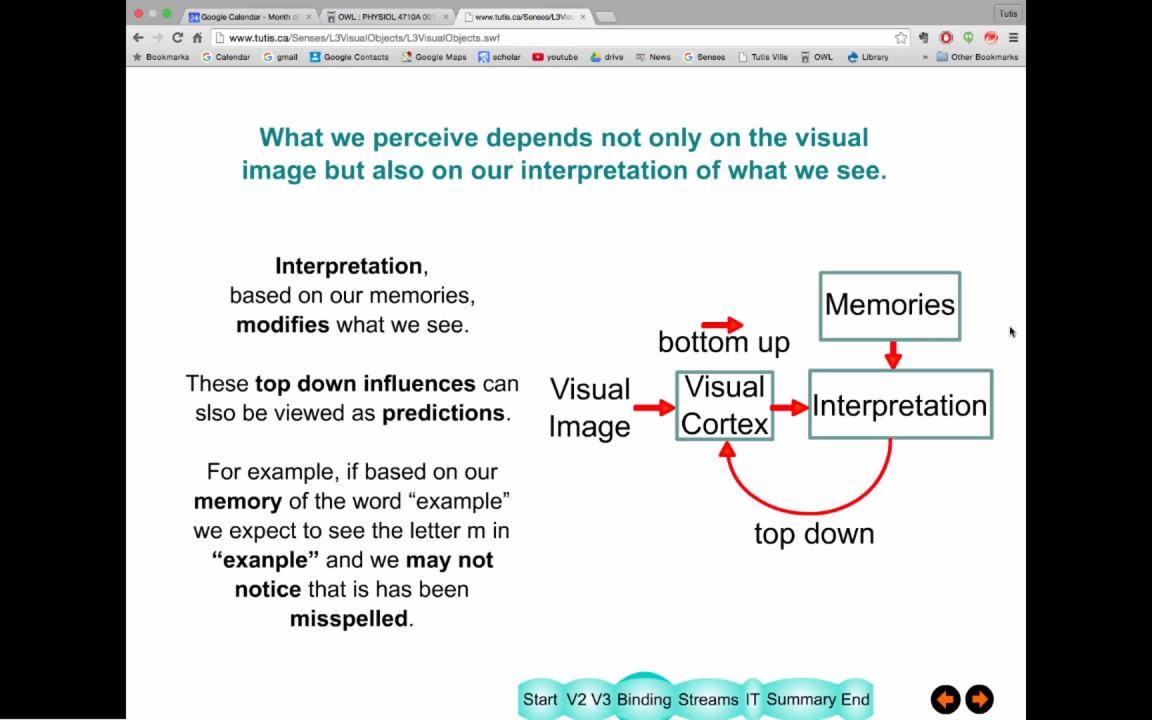 Google Calendar - Month of
OWL : PHYSIOL 4710A 001
www.tutis.ca/Senses/L3Visu
Tutis
www.tutis.ca/Senses/L3VisualObjects/L3VisualObjects.swf
Bookmarks Calendar gmail Google Contacts Google Maps scholar youtube drive News Senses Tutis Vilis OWL Library » Other Bookmarks
What we perceive depends not only on the visual
image but also on our interpretation of what we see.
Interpretation,
based on our memories,
modifies what we see.
These top down influences can
slso be viewed as predictions.
For example, if based on our
memory of the word “example”
we expect to see the letter m in
“exanple” and we may not
notice that is has been
misspelled.
Memories
bottom up
Visual
Image
Visual
Cortex
Interpretation
top down
Start V2 V3 Binding Streams IT Summary End